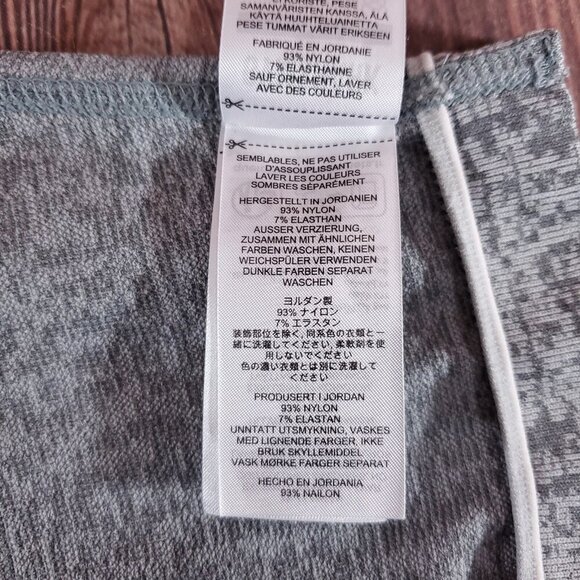 EI KORISTE, PESE
SAMANVÄRISTEN KANSSA, ÄLÄ
KÄYTÄ HUUHTELUAINETTA
PESE TUMMAT VÄRIT ERIKSEEN
FABRIQUÉ EN JORDANIE
93% NYLON
7% ELASTHANNE
SAUF ORNEMENT, LAVER
AVEC DES COULEURS
SEMBLABLES, NE PAS UTILISER
D'ASSOUPLISSANT
LAVER LES COULEURS
SOMBRES SÉPARÉMENT
HERGESTELLT IN JORDANIEN
93% NYLON
7% ELASTHAN
AUSSER VERZIERUNG,
ZUSAMMEN MIT ÄHNLICHEN
FARBEN WASCHEN, KEINEN
WEICHSPÜLER VERWENDEN
DUNKLE FARBEN SEPARAT
WASCHEN
ヨルダン製
93% ナイロン
7% エラスタン
装飾部位を除く,同系色の衣類と一
緒に洗濯してください,柔軟剤を使
用しないでください
色の濃い衣類とは別に洗濯してく
ださい
PRODUSERT I JORDAN
93% NYLON
7% ELASTAN
UNNTATT UTSMYKNING, VASKES
MED LIGNENDE FARGER, IKKE
BRUK SKYLLEMIDDEL
VASK MØRKE FARGER SEPARAT
HECHO EN JORDANIA
93% NAILON